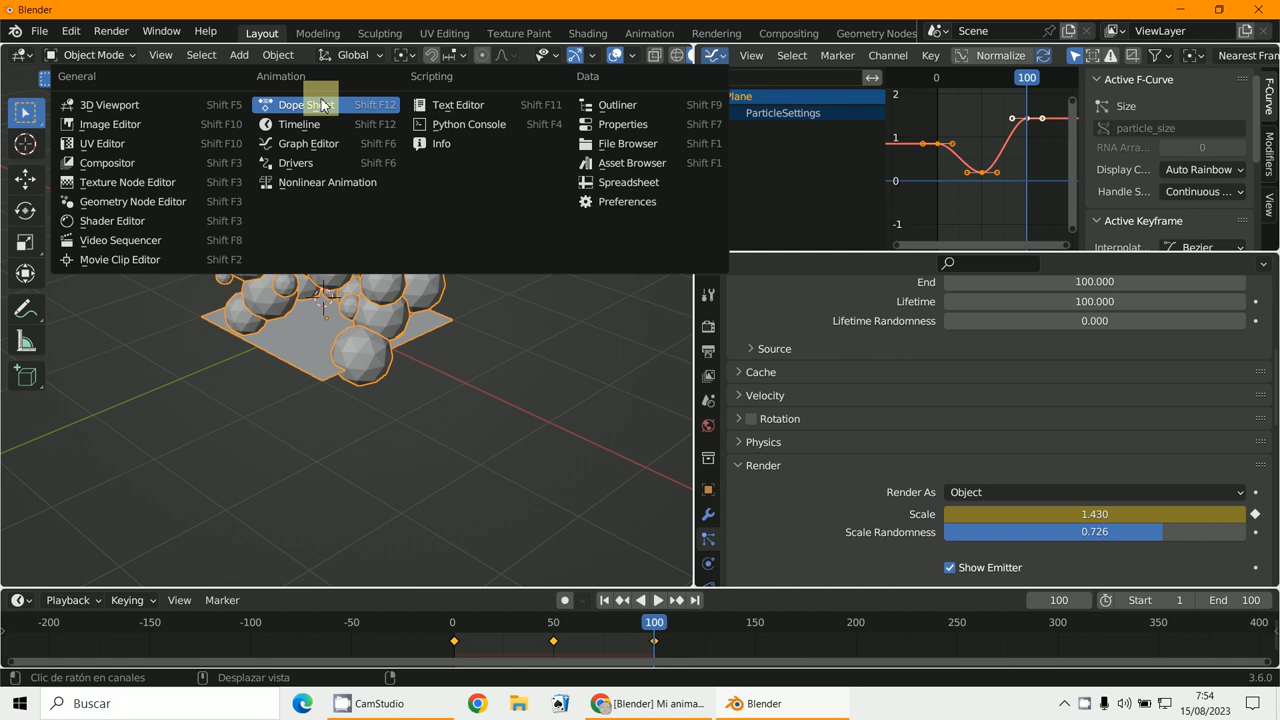 Blender
File Edit Render Window Help Layout Modeling Sculpting UV Editing Texture Paint Shading Animation Rendering Compositing Geometry Nodes Scene ViewLayer
Object Mode View Select Add Object Global View Select Marker Channel Key Normalize Nearest Fran
General Animation Scripting Data
3D Viewport Shift F5 Dope Sheet Shift F12 Text Editor Shift F11 Outliner Shift F9
Image Editor Shift F10 Timeline Shift F12 Python Console Shift F4 Properties Shift F7
UV Editor Shift F10 Graph Editor Shift F6 Info File Browser Shift F1
Compositor Shift F3 Drivers Shift F6 Asset Browser Shift F1
Texture Node Editor Shift F3 Nonlinear Animation Spreadsheet
Geometry Node Editor Shift F3 Preferences
Shader Editor Shift F3
Video Sequencer Shift F8
Movie Clip Editor Shift F2
lane
ParticleSettings
0 100
2
1
0
-1
Active F-Curve
Size
particle_size
RNA Arra... 0
Display C... Auto Rainbow
Handle S... Continuous ...
Active Keyframe
Interpolat... Bezier
F-Curve
Modifiers
View
End 100.000
Lifetime 100.000
Lifetime Randomness 0.000
Source
Cache
Velocity
Rotation
Physics
Render
Render As Object
Scale 1.430
Scale Randomness 0.726
Show Emitter
Playback Keying View Marker 100 Start 1 End 100
-200 -150 -100 -50 0 50 100 150 200 250 300 350 400
Clic de ratón en canales Desplazar vista 3.6.0
Buscar CamStudio [Blender] Mi anima... Blender 7:54
15/08/2023